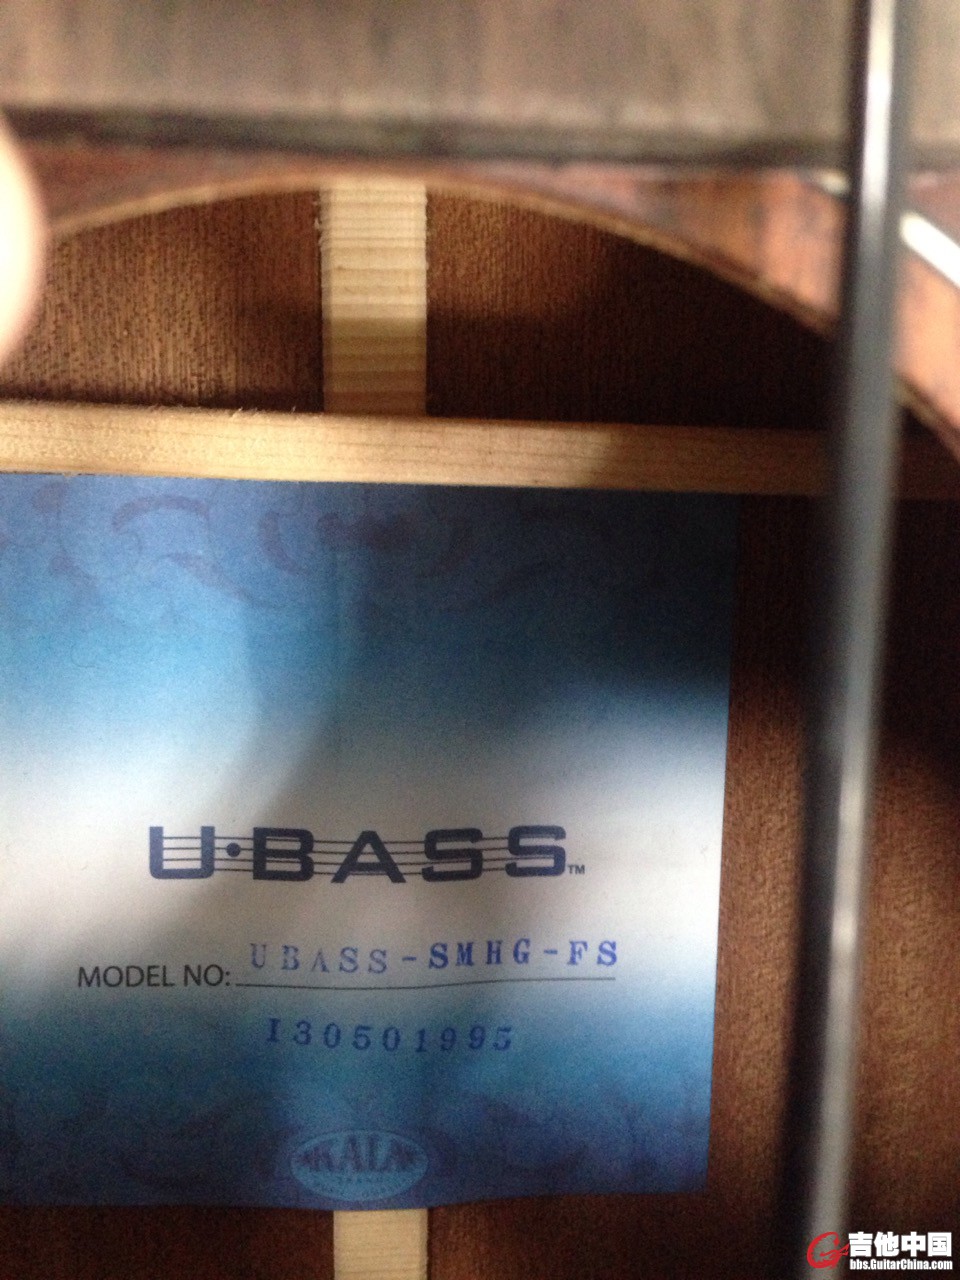 U·BASS™
MODEL NO: UBASS-SMHG-FS
I30501995
KALA
吉他中国
bbs.GuitarChina.com